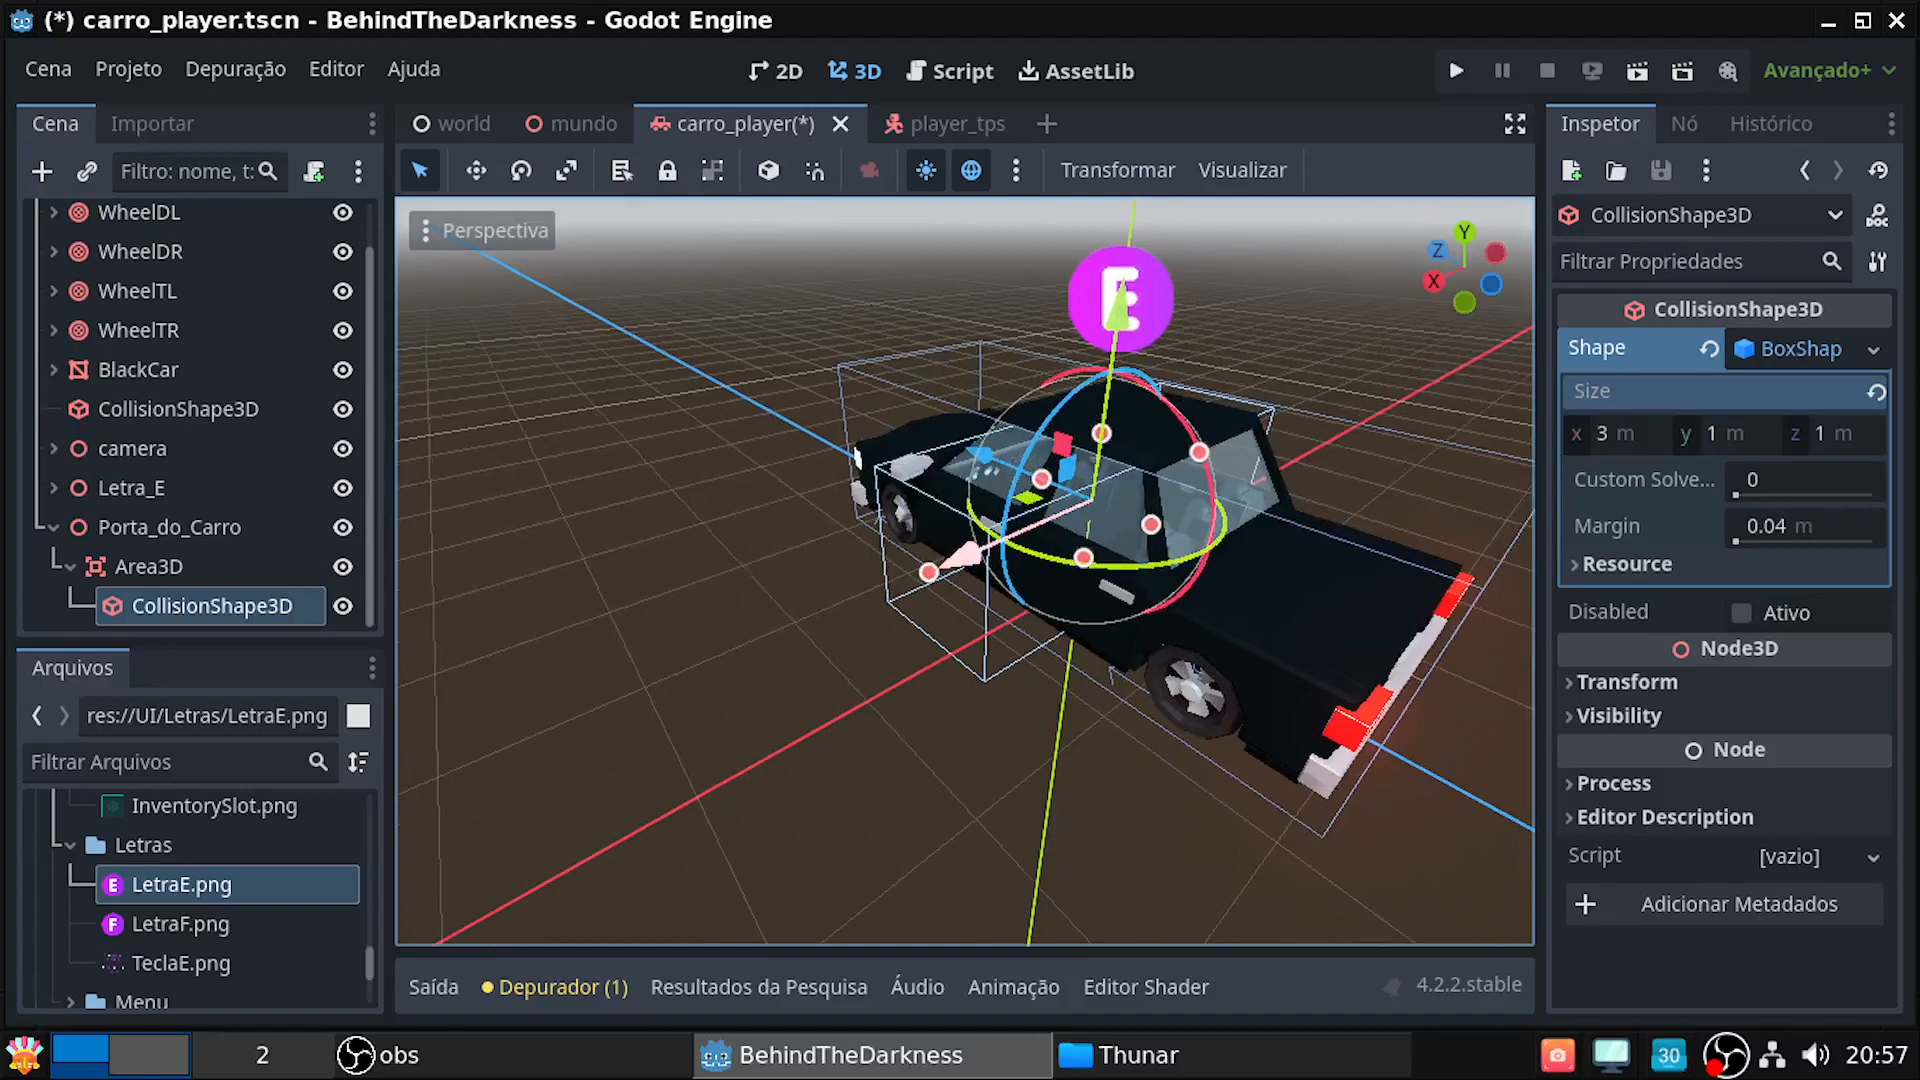 (*) carro_player.tscn - BehindTheDarkness - Godot Engine
Cena Projeto Depuração Editor Ajuda
2D 3D Script AssetLib
Avançado+
Cena Importar
world mundo carro_player(*) player_tps
Inspetor Nó Histórico
Filtro: nome, t:
Transformar Visualizar
CollisionShape3D
DOC
Filtrar Propriedades
WheelDL
WheelDR
WheelTL
WheelTR
BlackCar
CollisionShape3D
camera
Letra_E
Porta_do_Carro
Area3D
CollisionShape3D
Perspectiva
E
Y
Z
X
CollisionShape3D
Shape BoxShap
Size
x 3 m y 1 m z 1 m
Custom Solve... 0
Margin 0.04 m
Resource
Disabled Ativo
Node3D
Transform
Visibility
Node
Process
Editor Description
Script [vazio]
Adicionar Metadados
Arquivos
res://UI/Letras/LetraE.png
Filtrar Arquivos
InventorySlot.png
Letras
E LetraE.png
F LetraF.png
TeclaE.png
Menu
Saída Depurador (1) Resultados da Pesquisa Áudio Animação Editor Shader 4.2.2.stable
2 obs BehindTheDarkness Thunar 30 20:57